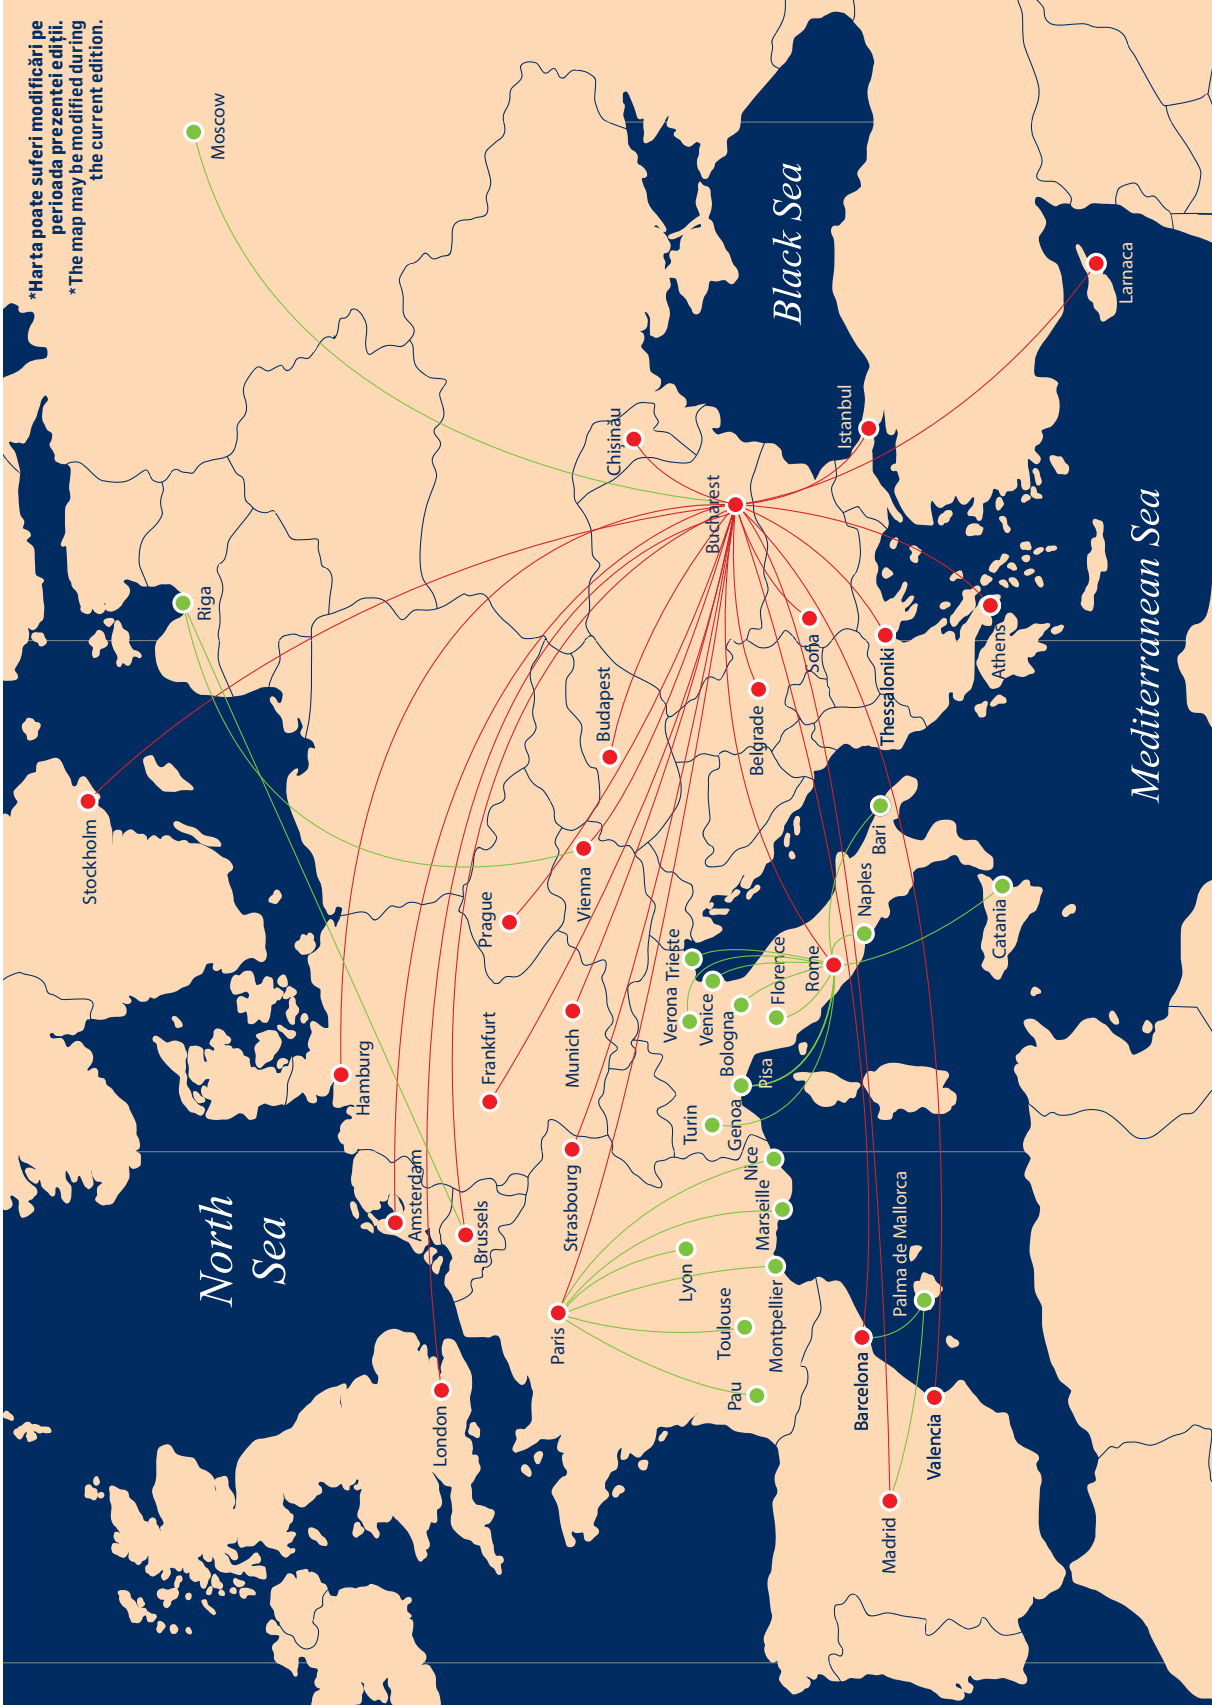 *Harta poate suferi modificări pe
perioada prezentei ediții.
*The map may be modified during
the current edition.
Moscow
Riga
Stockholm
North
Sea
Hamburg
Amsterdam
London
Brussels
Prague
Frankfurt
Paris
Strasbourg
Munich
Vienna
Budapest
Chișinău
Bucharest
Black Sea
Istanbul
Larnaca
Belgrade
Sofia
Thessaloniki
Athens
Mediterranean Sea
Verona
Trieste
Venice
Bologna
Florence
Rome
Naples
Bari
Catania
Turin
Genoa
Pisa
Nice
Marseille
Lyon
Montpellier
Toulouse
Pau
Palma de Mallorca
Barcelona
Valencia
Madrid